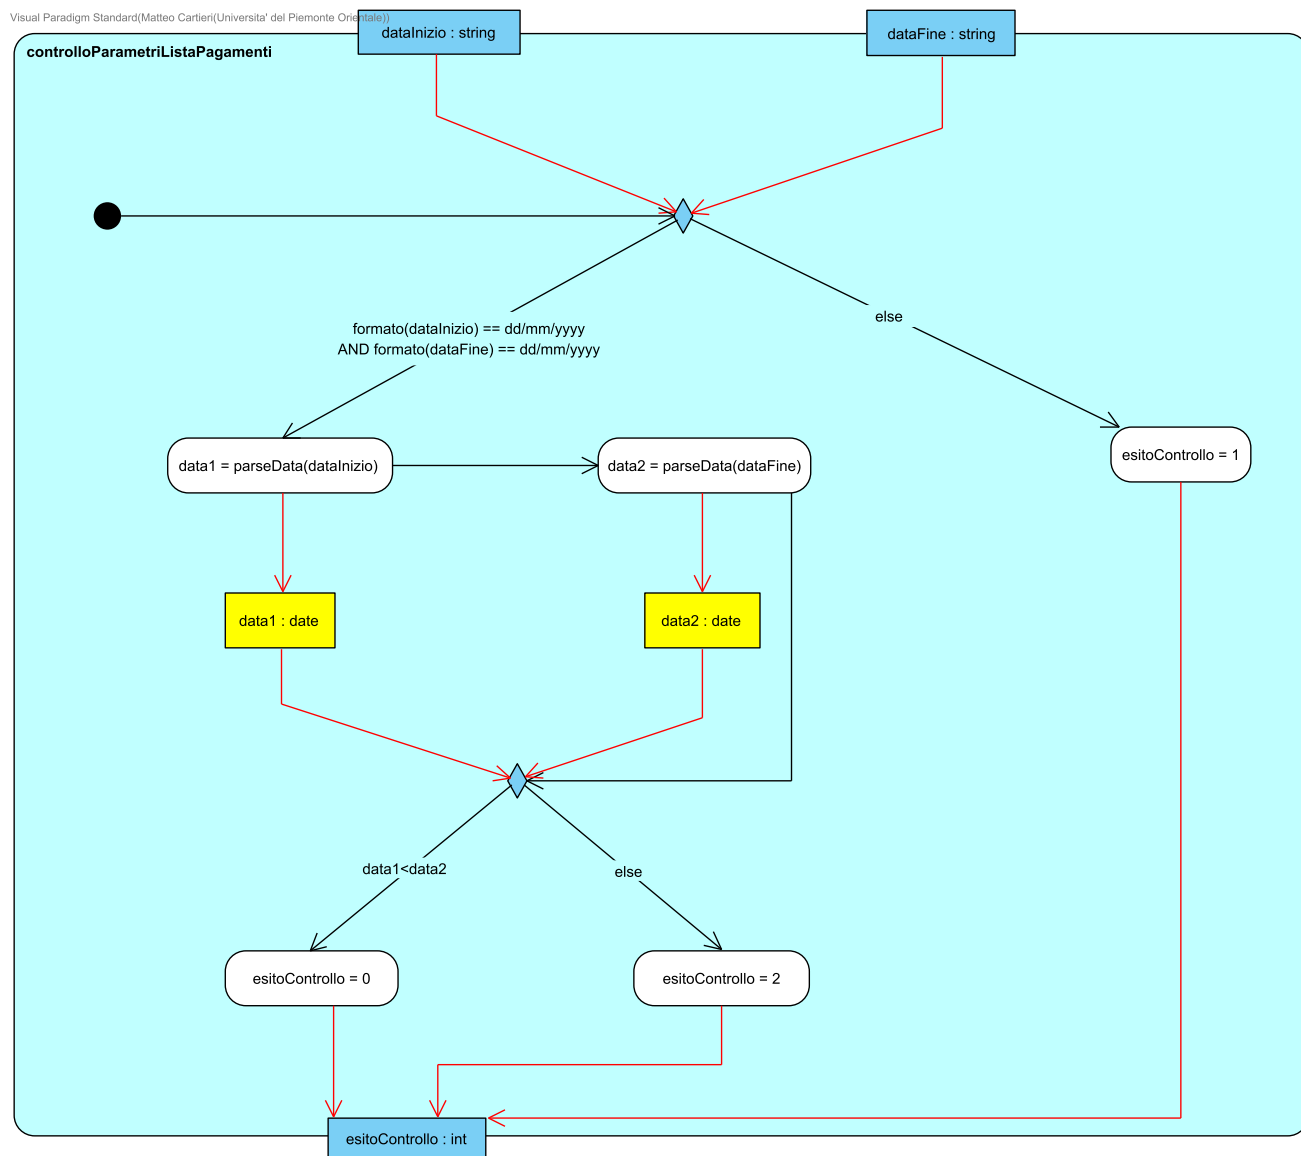 Visual Paradigm Standard(Matteo Cartieri(Universita' del Piemonte Orientale))
dataInizio : string
dataFine : string
controlloParametriListaPagamenti
formato(dataInizio) == dd/mm/yyyy
AND formato(dataFine) == dd/mm/yyyy
else
data1 = parseData(dataInizio)
data2 = parseData(dataFine)
esitoControllo = 1
data1 : date
data2 : date
data1<data2
else
esitoControllo = 0
esitoControllo = 2
esitoControllo : int